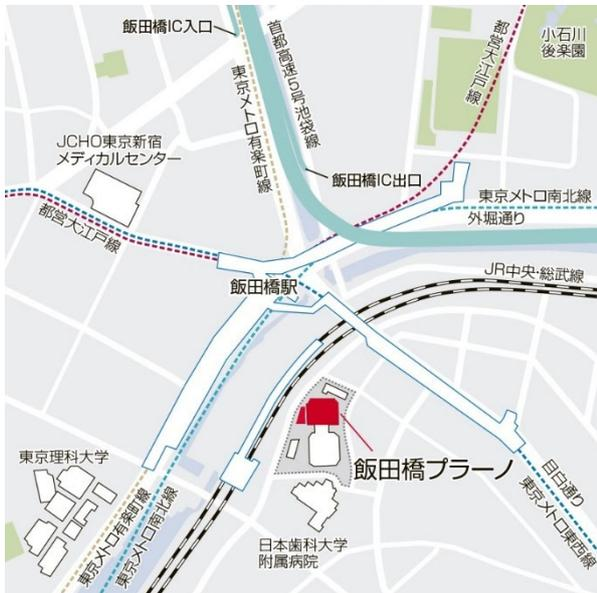 飯田橋IC入口
首都高速5号池袋線
都営大江戸線
小石川
後楽園
東京メトロ有楽町線
JCHO東京新宿
メディカルセンター
飯田橋IC出口
東京メトロ南北線
外堀通り
都営大江戸線
JR中央・総武線
飯田橋駅
東京理科大学
飯田橋プラーノ
目白通り
東京メトロ東西線
東京メトロ有楽町線
東京メトロ南北線
日本歯科大学
附属病院